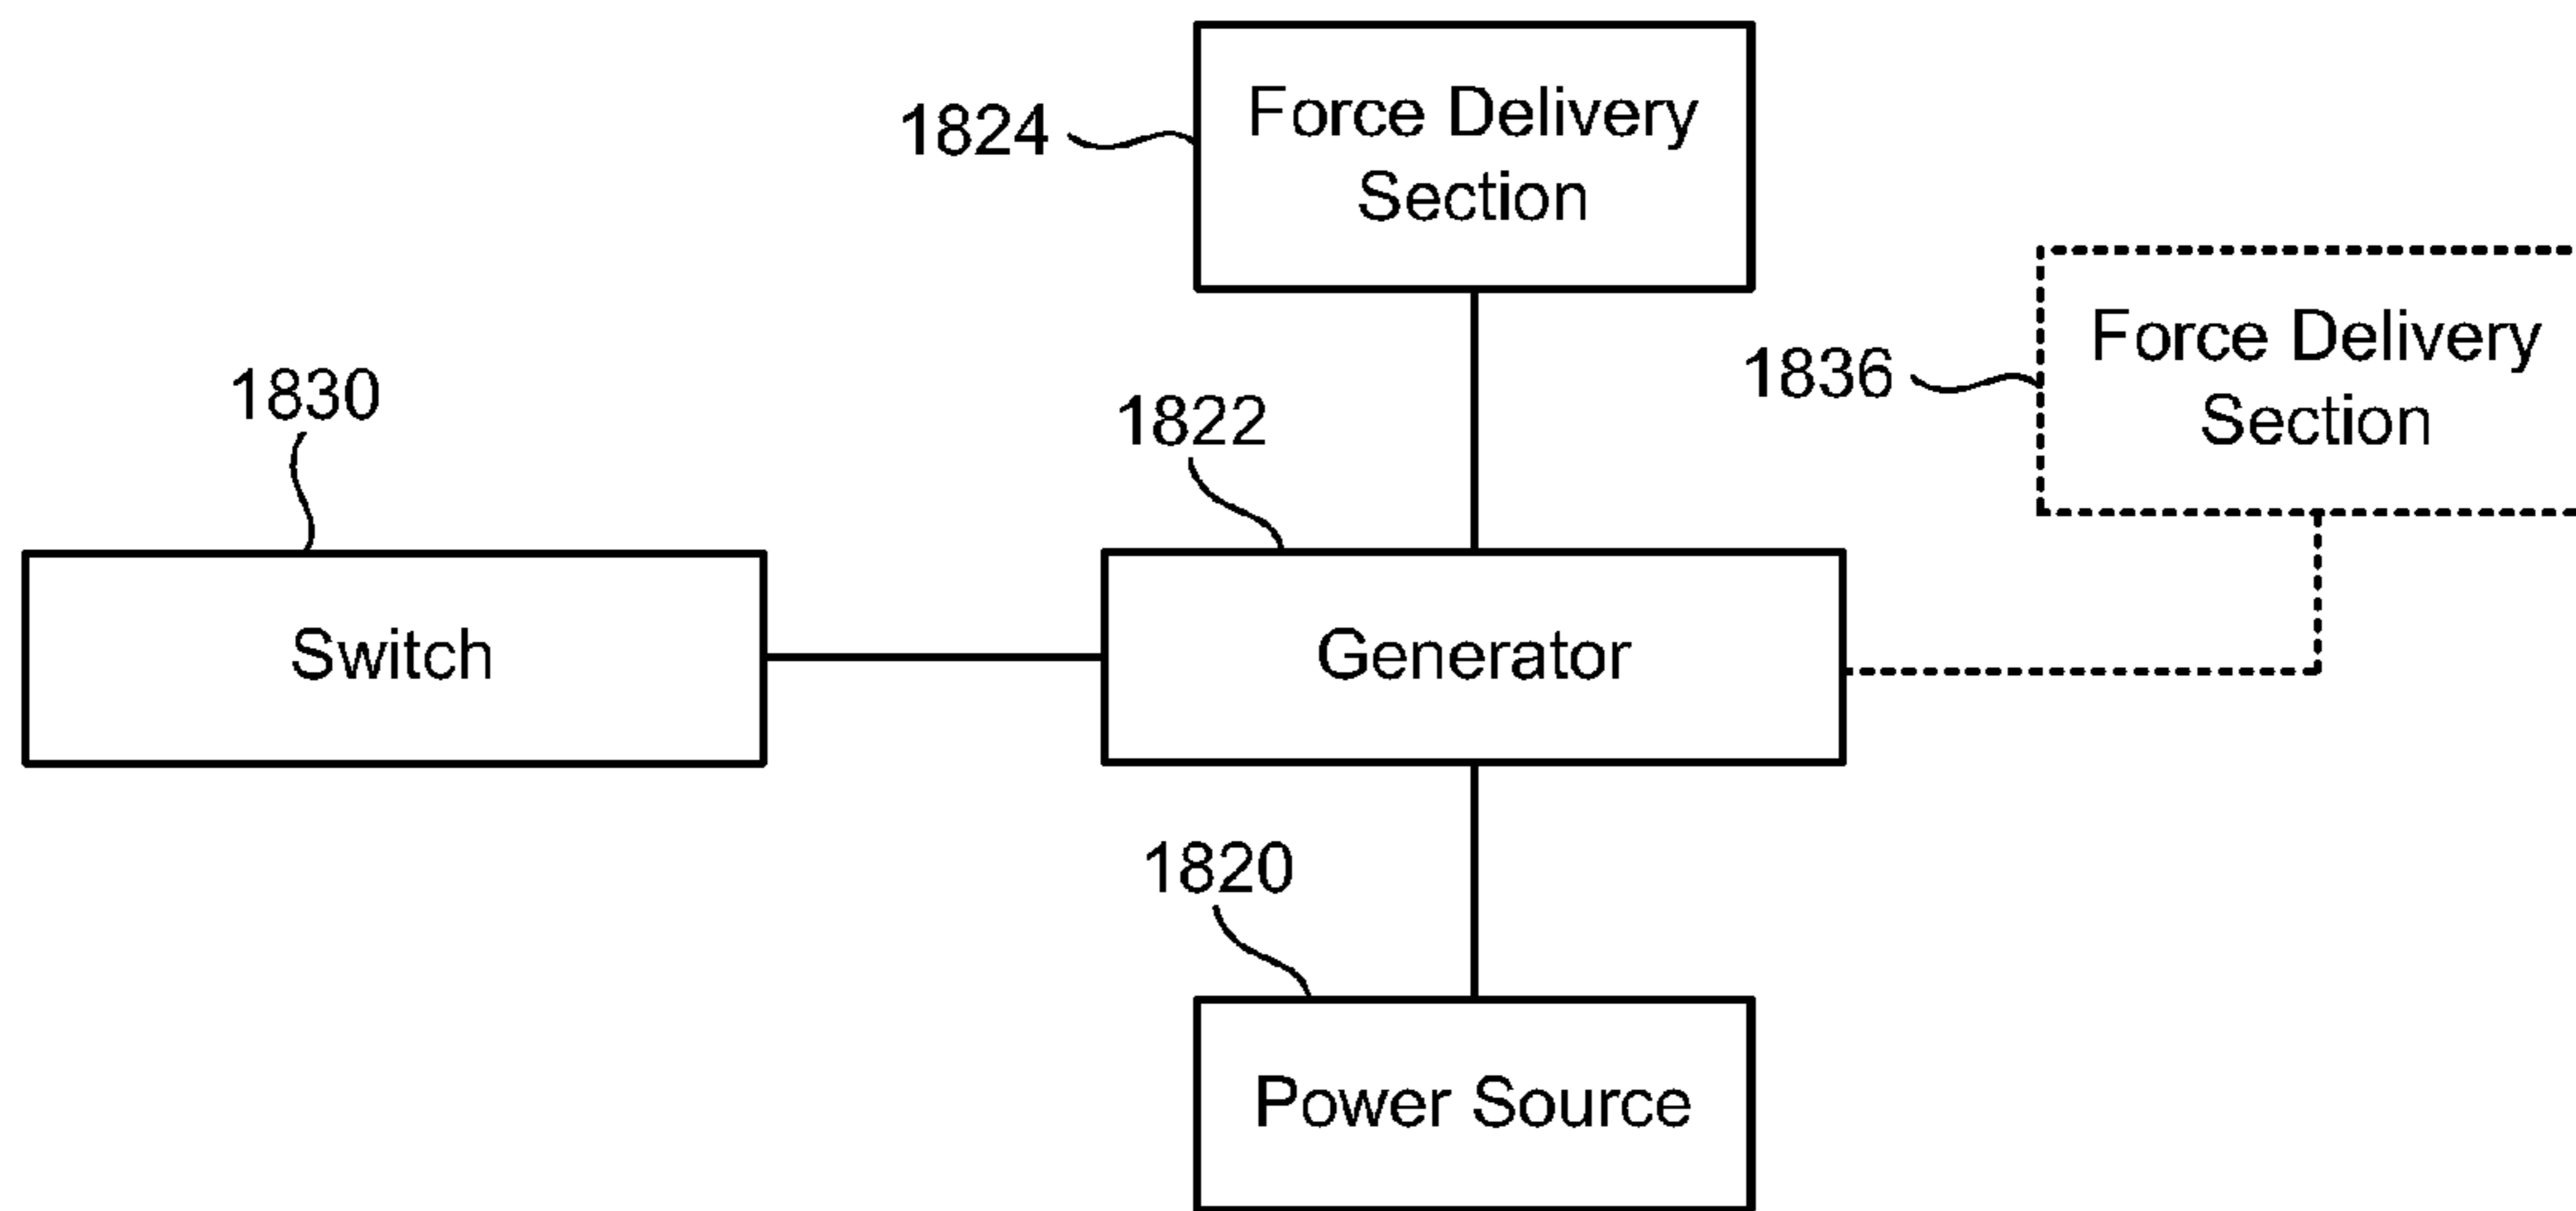 1824
Force Delivery
Section
1836
Force Delivery
Section
1830
1822
Switch
Generator
1820
Power Source